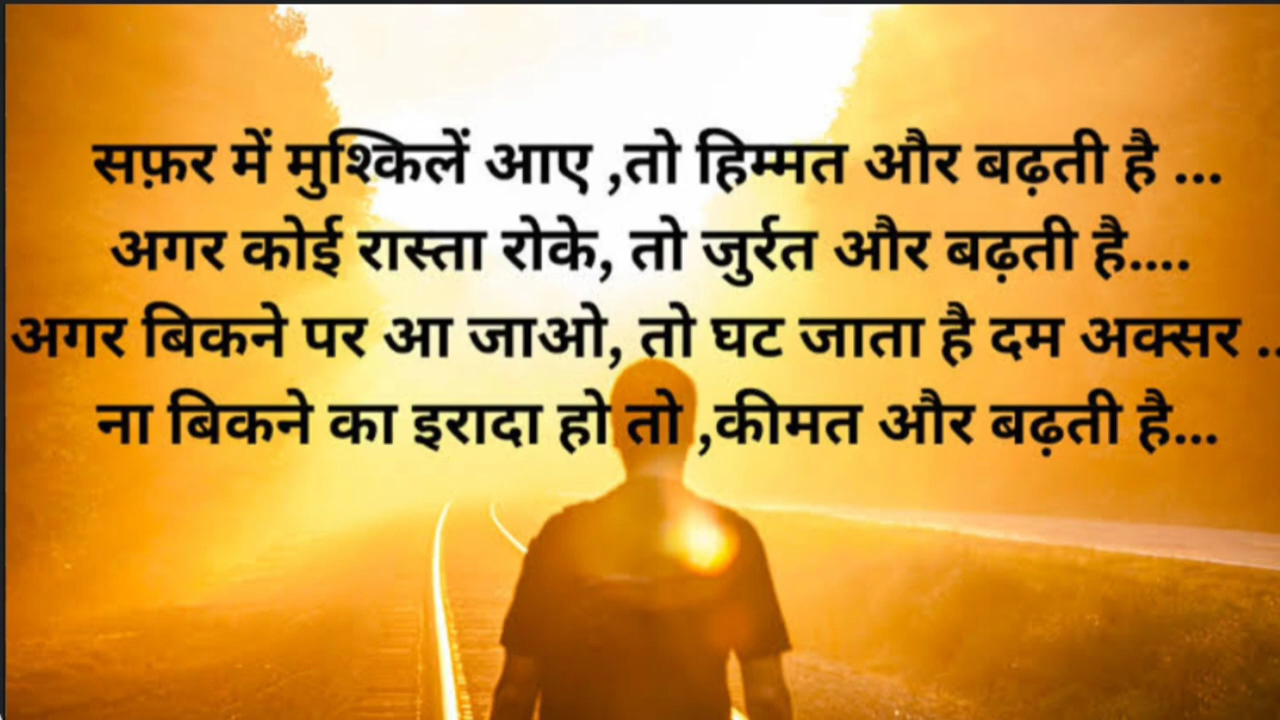 सफ़र में मुश्किलें आए ,तो हिम्मत और बढ़ती है ...
अगर कोई रास्ता रोके, तो जुर्रत और बढ़ती है....
अगर बिकने पर आ जाओ, तो घट जाता है दम अक्सर ..
ना बिकने का इरादा हो तो ,कीमत और बढ़ती है...